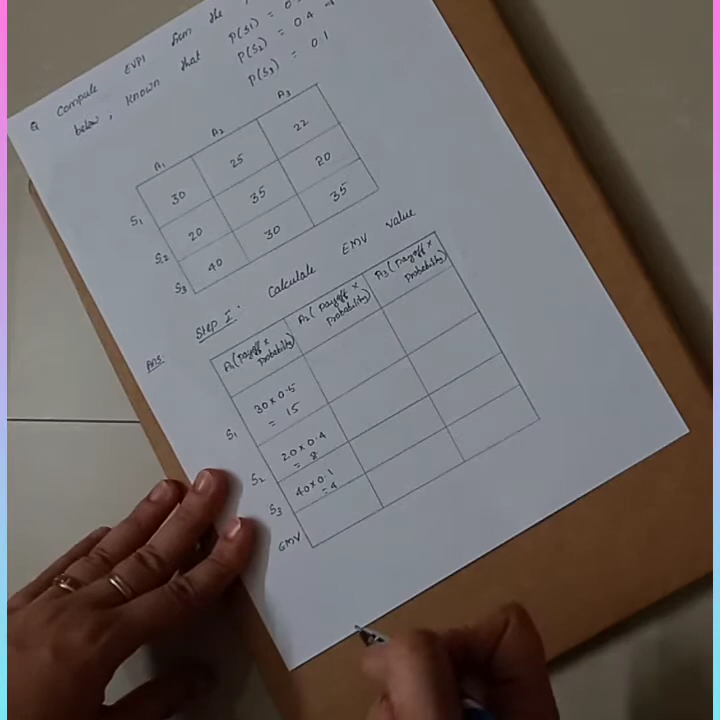 Q Compute EVPI from the
below, known that P(S1) = 0.
P(S2) = 0.4
P(S3) = 0.1
A1 A2 A3
S1 30 25 22
S2 20 35 20
S3 40 30 35
Ans: Step I: Calculate EMV value
A1 (Payoff x Probability) A2 (Payoff x Probability) A3 (Payoff x Probability)
S1 30 x 0.5 = 15
S2 20 x 0.4 = 8
S3 40 x 0.1 = 4
EMV